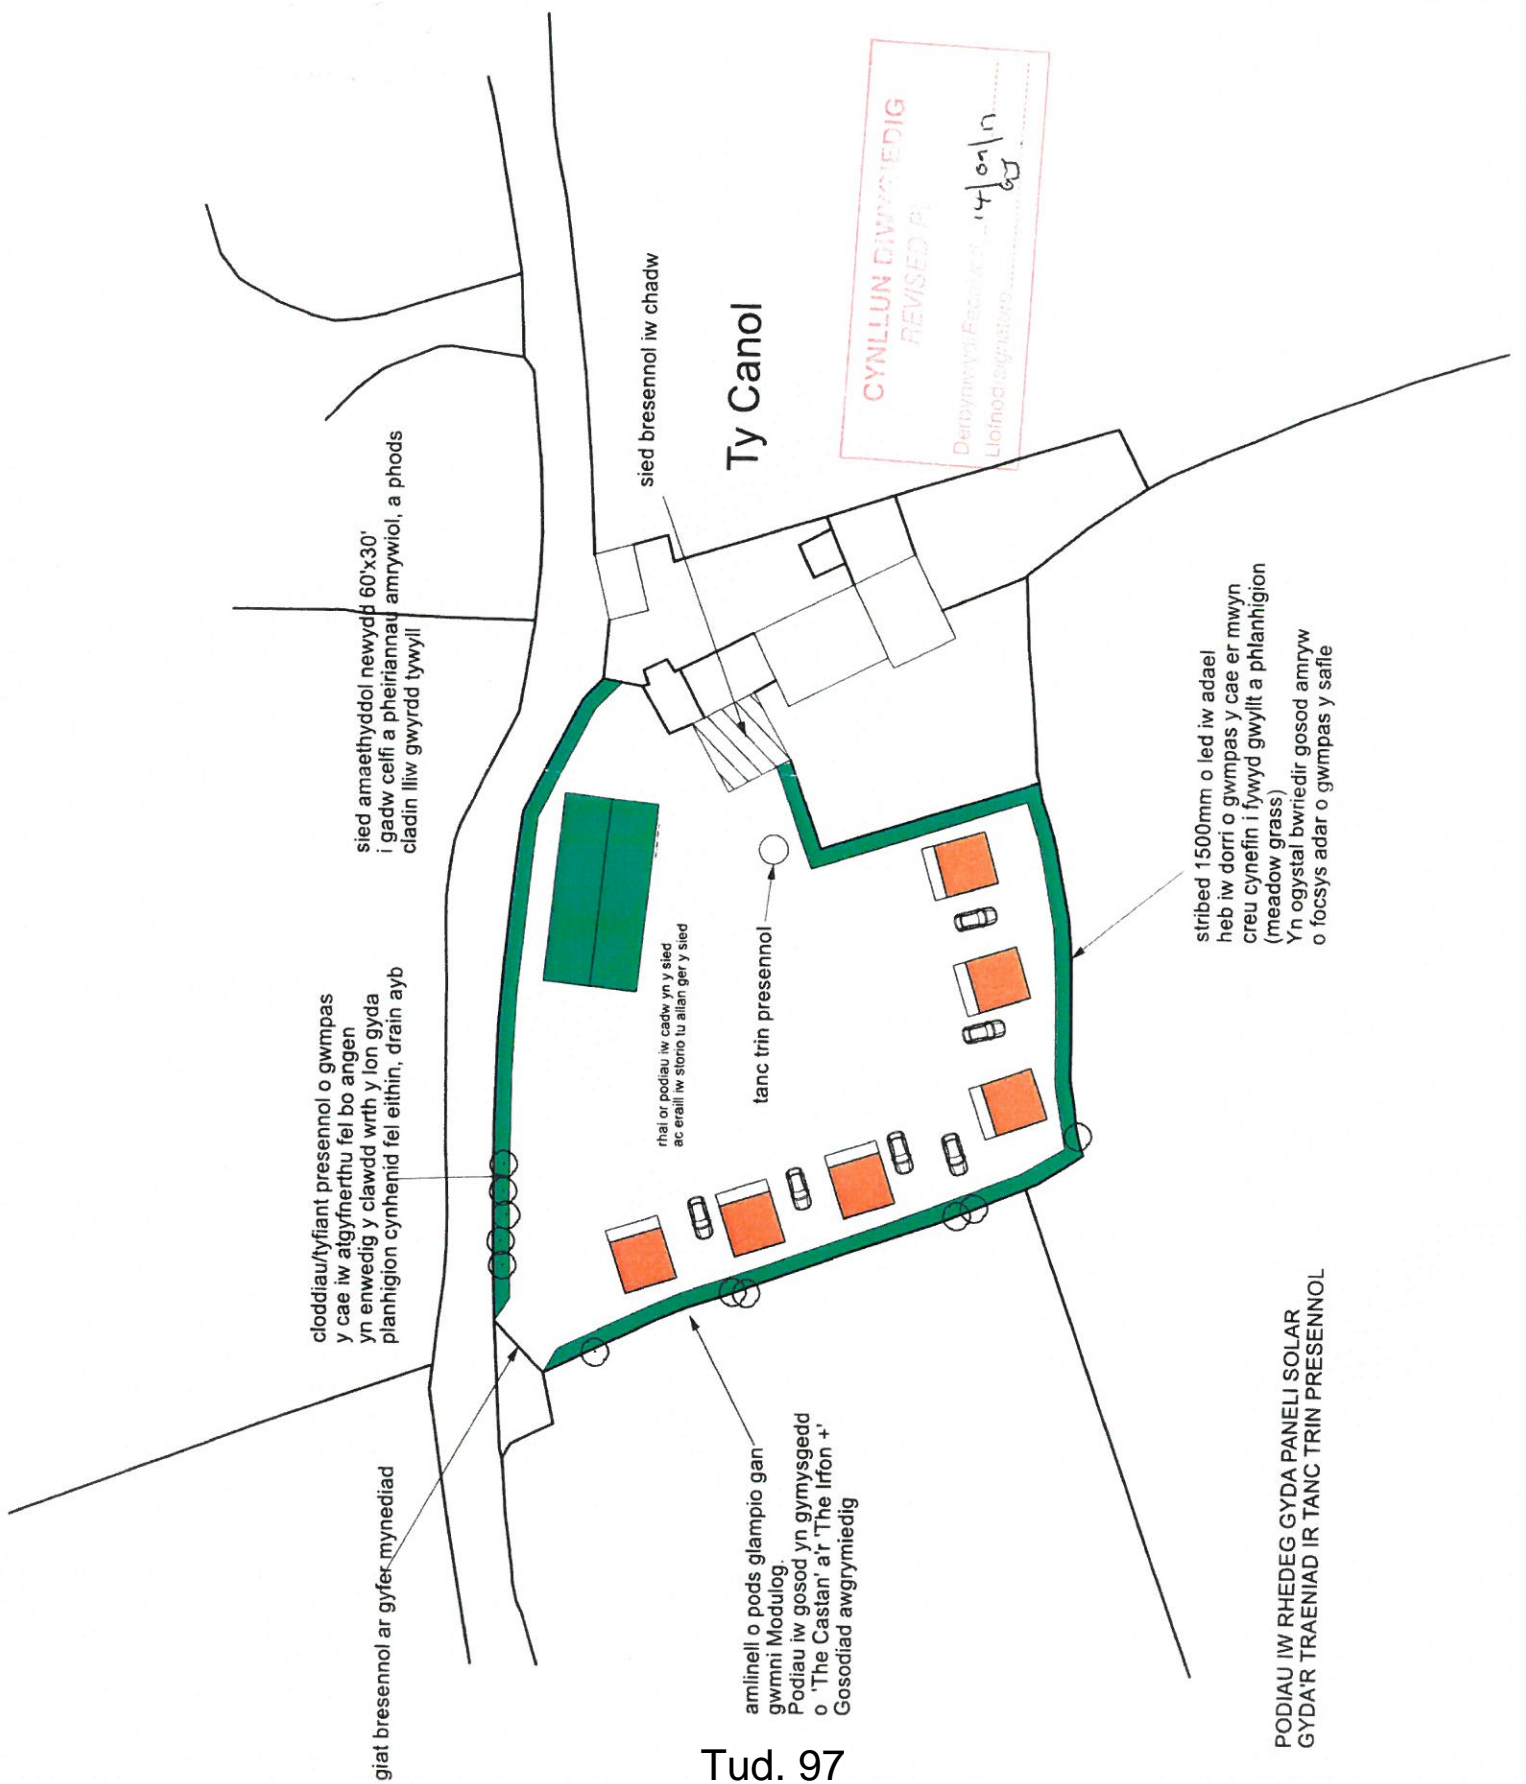 giat bresennol ar gyfer mynediad
cloddiau/tyfiant presennol o gwmpas
y cae iw atgyfnerthu fel bo angen
yn enwedig y clawdd wrth y lon gyda
planhigion cynhenid fel eithin, drain ayb
sied amaethyddol newydd 60'x30'
i gadw celfi a pheiriannau amrywiol, a phods
cladin lliw gwyrdd tywyll
sied bresennol iw chadw
Ty Canol
CYNLLUN DIWYGIEDIG
REVISED
Derbyniwyd/Received
Llofnod/signature
rhai or podiau iw cadw yn y sied
ac eraill iw storio tu allan ger y sied
tanc trin presennol
amlinell o pods glampio gan
gwmni Modulog.
Podiau iw gosod yn gymysgedd
o 'The Castan' a'r 'The Irfon +'
Gosodiad awgrymiedig
stribed 1500mm o led iw adael
heb iw dorri o gwmpas y cae er mwyn
creu cynefin i fywyd gwyllt a phlanhigion
(meadow grass)
Yn ogystal bwriedir gosod amryw
o focsys adar o gwmpas y safle
PODIAU IW RHEDEG GYDA PANELI SOLAR
GYDA'R TRAENIAD IR TANC TRIN PRESENNOL
Tud. 97